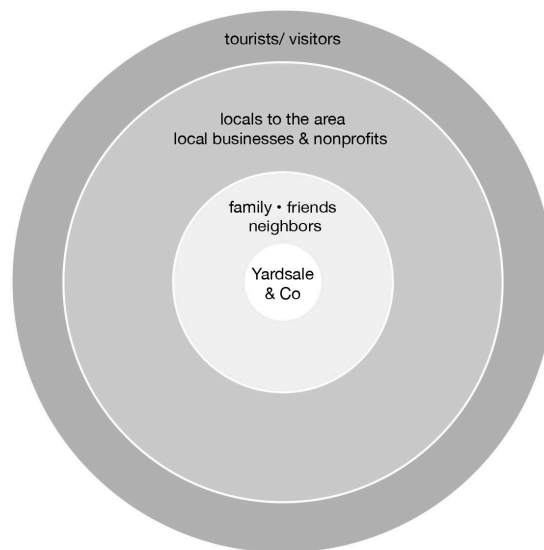 tourists/ visitors
locals to the area
local businesses & nonprofits
family • friends
neighbors
Yardsale
& Co